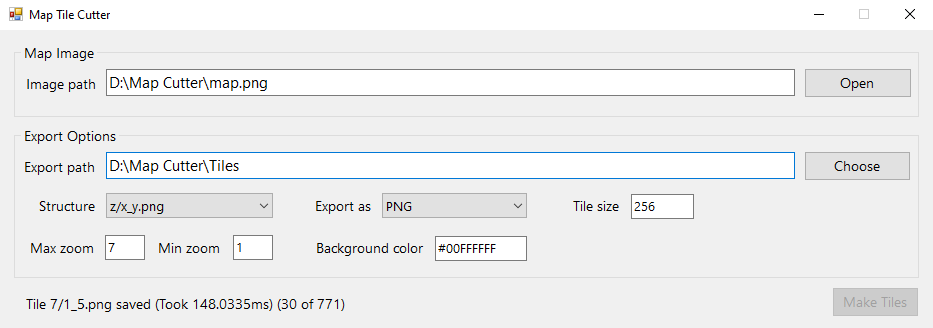 Map Tile Cutter
Map Image
Image path D:\Map Cutter\map.png Open
Export Options
Export path D:\Map Cutter\Tiles Choose
Structure z/x_y.png Export as PNG Tile size 256
Max zoom 7 Min zoom 1 Background color #00FFFFFF
Tile 7/1_5.png saved (Took 148.0335ms) (30 of 771) Make Tiles